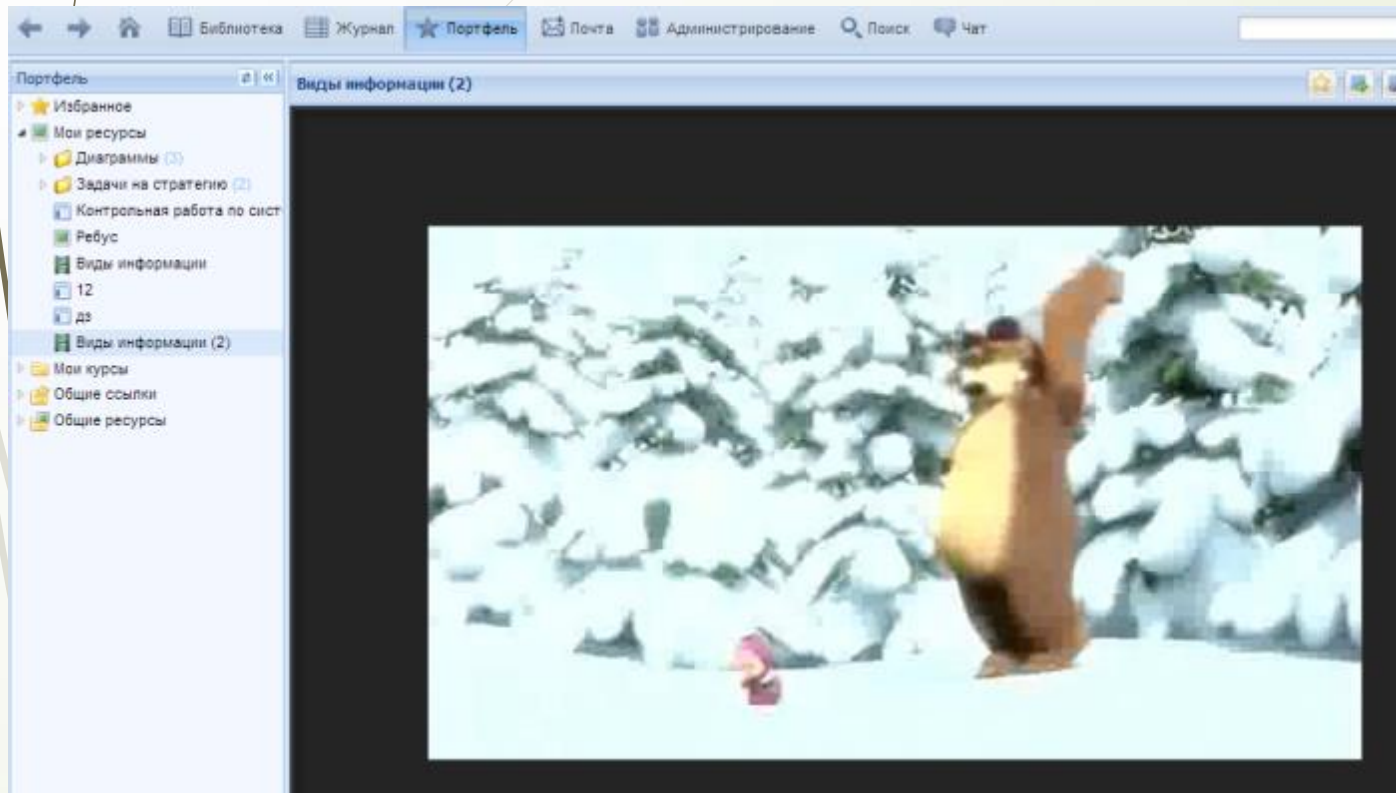 Библиотека Журнал Портфель Почта Администрирование Поиск Чат
Портфель
Избранное
Мои ресурсы
Диаграммы (3)
Задачи на стратегию (2)
Контрольная работа по сист
Ребус
Виды информации
12
дз
Виды информации (2)
Мои курсы
Общие ссылки
Общие ресурсы
Виды информации (2)